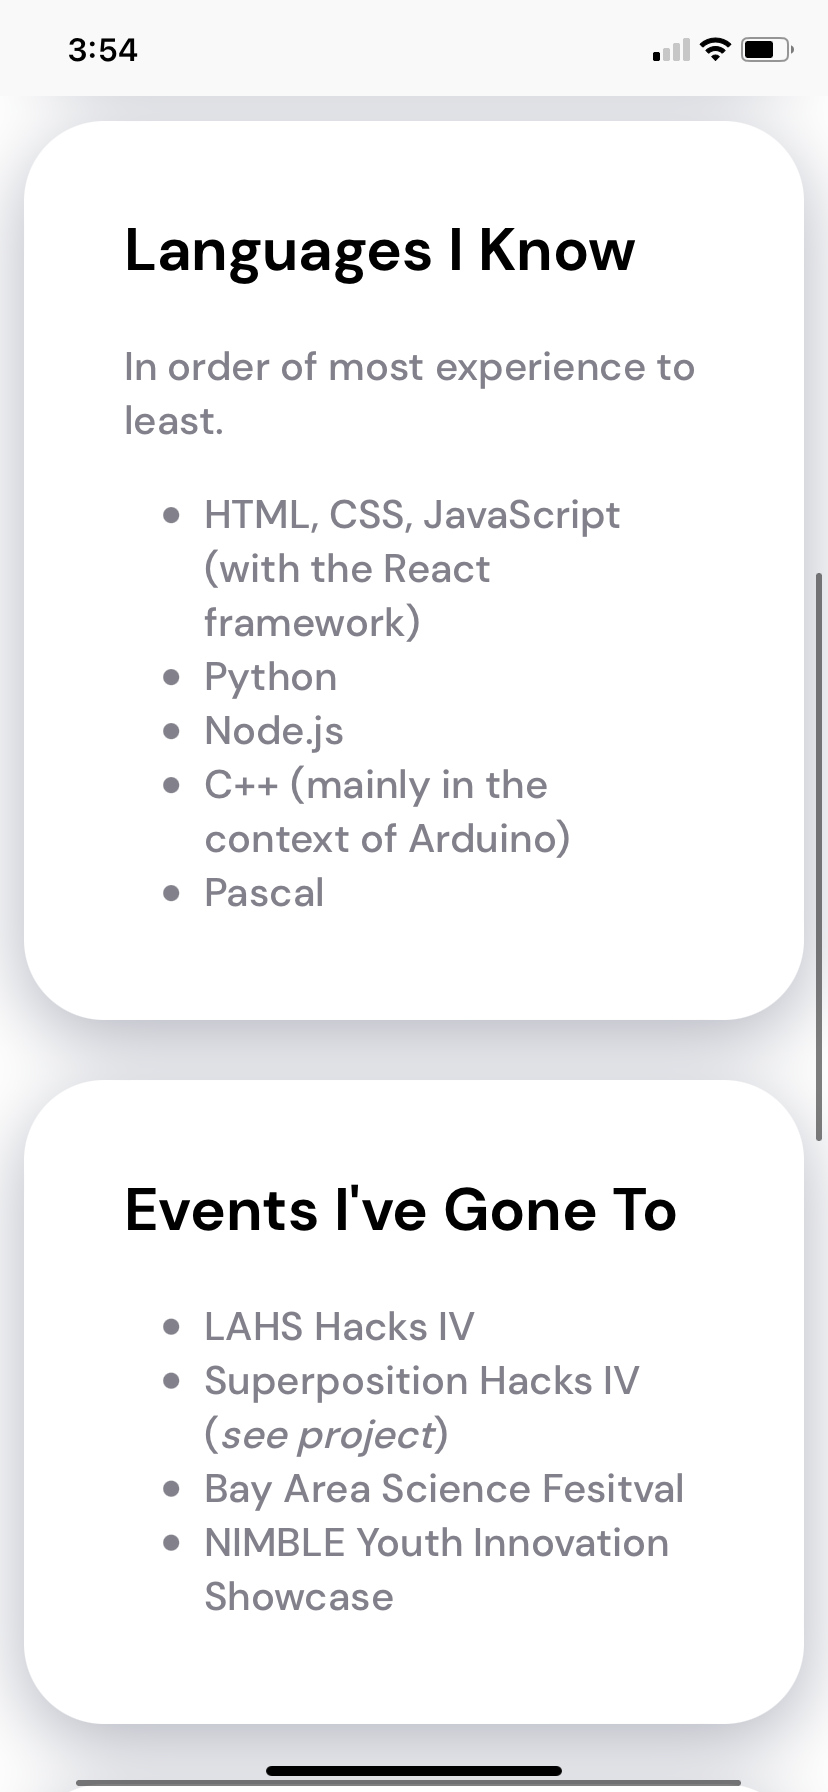 3:54
Languages I Know
In order of most experience to
least.
HTML, CSS, JavaScript
(with the React
framework)
Python
Node.js
C++ (mainly in the
context of Arduino)
Pascal
Events I've Gone To
LAHS Hacks IV
Superposition Hacks IV
(see project)
Bay Area Science Fesitval
NIMBLE Youth Innovation
Showcase